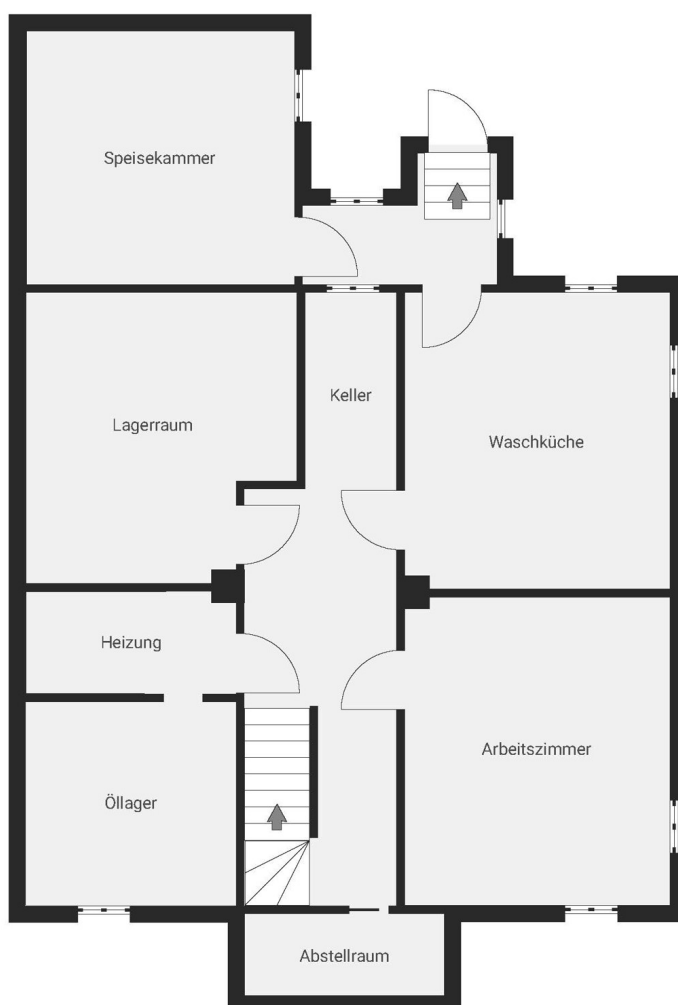 Speisekammer
Keller
Lagerraum
Waschküche
Heizung
Arbeitszimmer
Öllager
Abstellraum